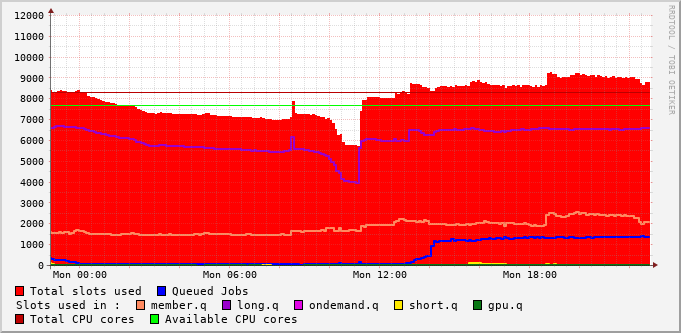 RRDTOOL / TOBI OETIKER
12000
11000
10000
9000
8000
7000
6000
5000
4000
3000
2000
1000
0
Mon 00:00 Mon 06:00 Mon 12:00 Mon 18:00
Total slots used Queued Jobs
Slots used in : member.q long.q ondemand.q short.q gpu.q
Total CPU cores Available CPU cores